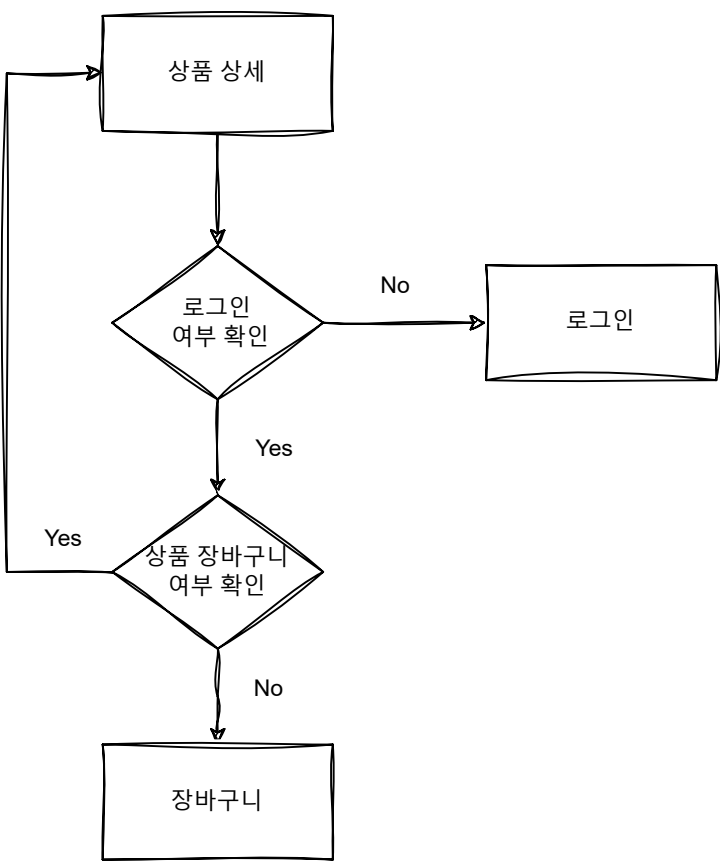 상품 상세
로그인
여부 확인
No
로그인
Yes
상품 장바구니
여부 확인
Yes
No
장바구니